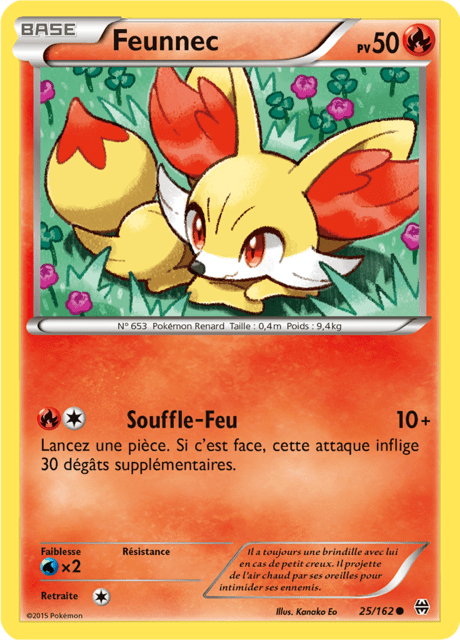 BASE
Feunnec
PV 50
N° 653 Pokémon Renard Taille : 0,4m Poids : 9,4kg
Souffle-Feu 10+
Lancez une pièce. Si c'est face, cette attaque inflige
30 dégâts supplémentaires.
Faiblesse Résistance
×2
Retraite
Il a toujours une brindille avec lui
en cas de petit creux. Il projette
de l'air chaud par ses oreilles pour
intimider ses ennemis.
©2015 Pokémon
Illus. Kanako Eo 25/162